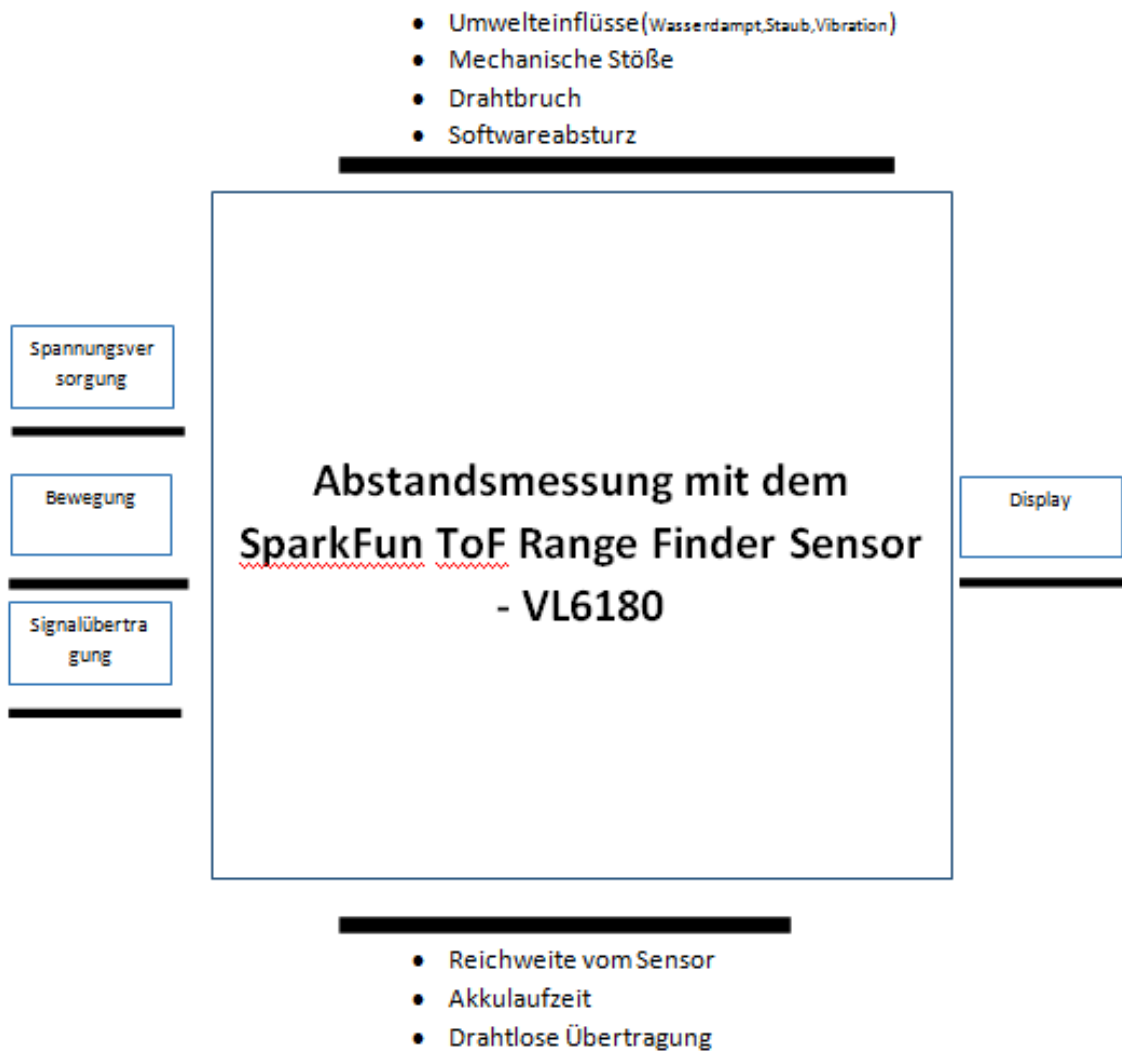 • Umwelteinflüsse(Wasserdampt,Staub,Vibration)
• Mechanische Stöße
• Drahtbruch
• Softwareabsturz
Spannungsver
sorgung
Bewegung
Signalübertra
gung
Abstandsmessung mit dem
SparkFun ToF Range Finder Sensor
- VL6180
Display
• Reichweite vom Sensor
• Akkulaufzeit
• Drahtlose Übertragung